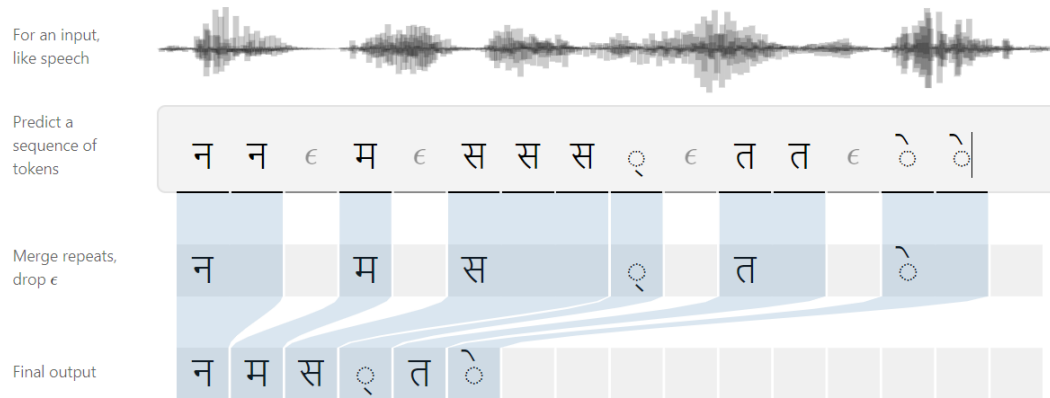 For an input,
like speech
Predict a
sequence of
tokens
न न ϵ म ϵ स स स ् ϵ त त ϵ े े
Merge repeats,
drop ϵ
न म स ् त े
Final output
न म स ् त े